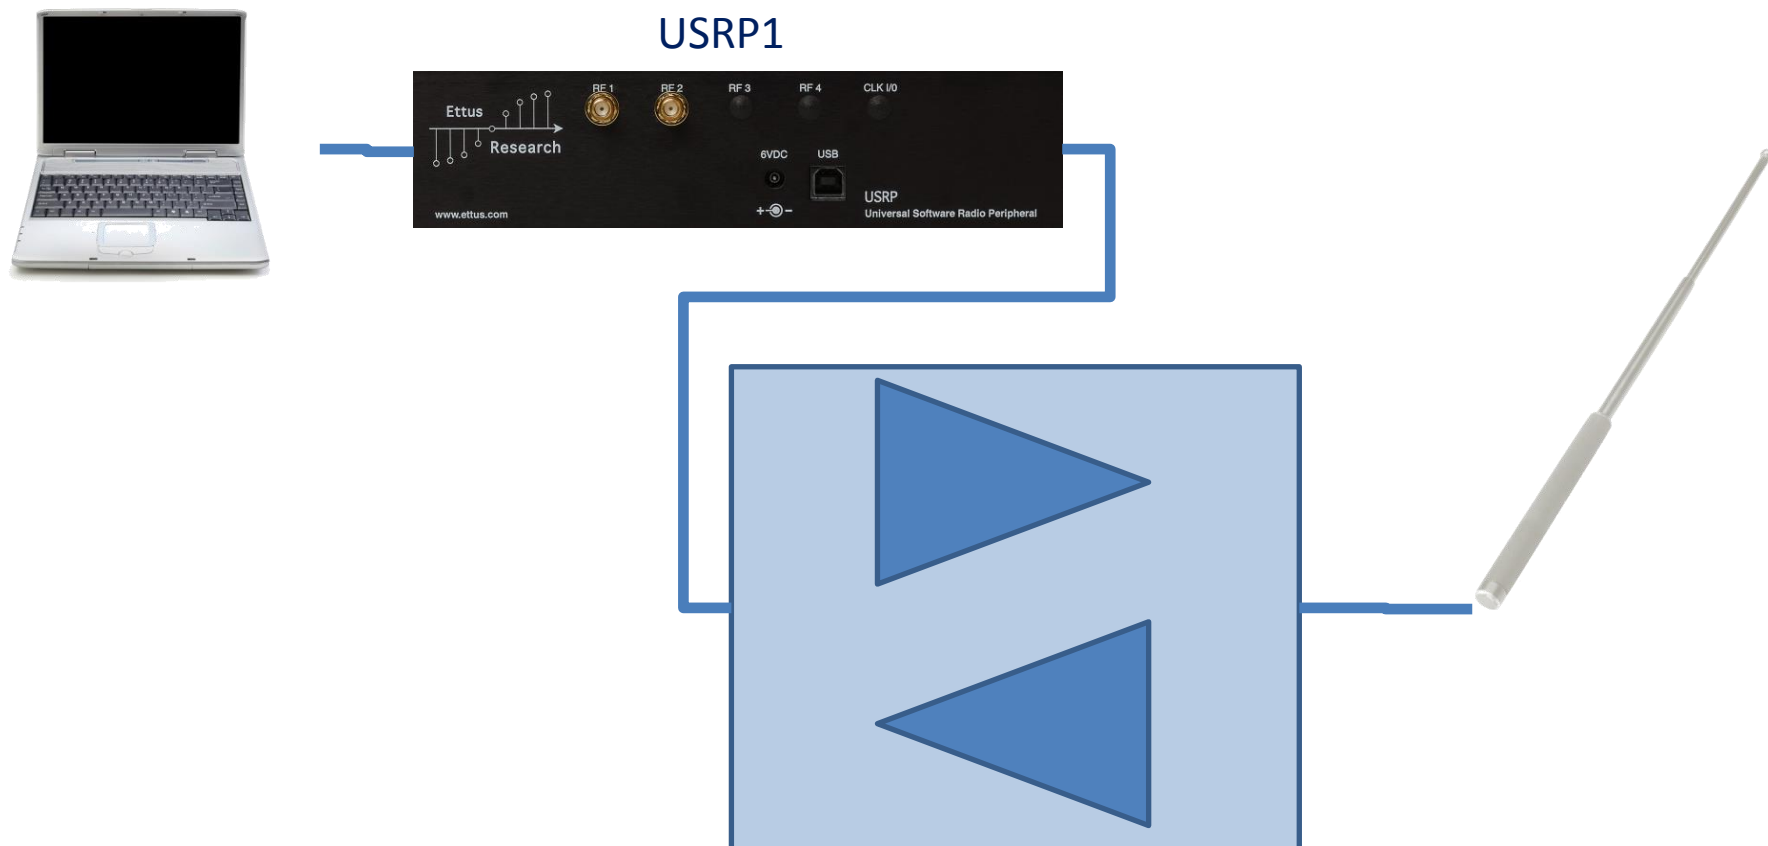 USRP1
RF 1 RF 2 RF 3 RF 4 CLK I/0
Ettus
Research
6VDC USB
+ -
USRP
www.ettus.com
Universal Software Radio Peripheral